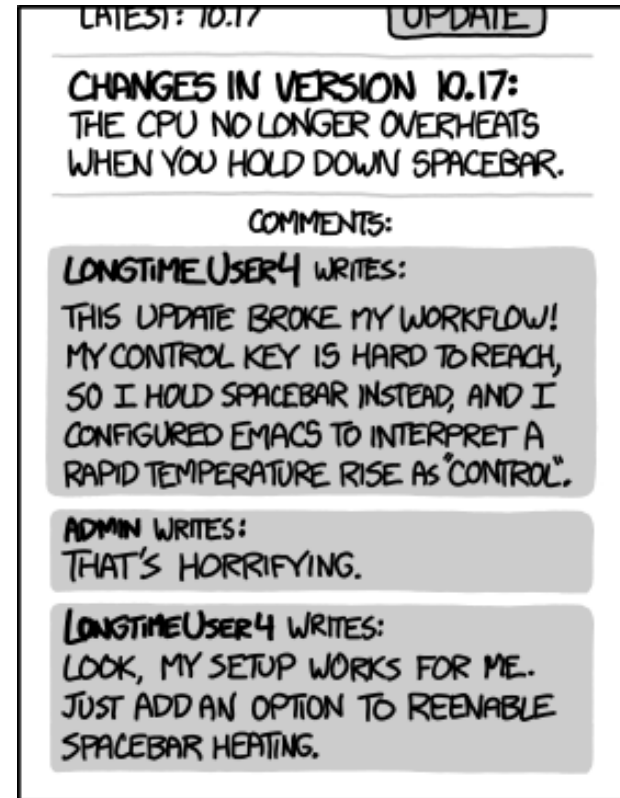 LATEST: 10.17 UPDATE
CHANGES IN VERSION 10.17:
THE CPU NO LONGER OVERHEATS
WHEN YOU HOLD DOWN SPACEBAR.
COMMENTS:
LONGTIMEUSER4 WRITES:
THIS UPDATE BROKE MY WORKFLOW!
MY CONTROL KEY IS HARD TO REACH,
SO I HOLD SPACEBAR INSTEAD, AND I
CONFIGURED EMACS TO INTERPRET A
RAPID TEMPERATURE RISE AS "CONTROL".
ADMIN WRITES:
THAT'S HORRIFYING.
LONGTIMEUSER4 WRITES:
LOOK, MY SETUP WORKS FOR ME.
JUST ADD AN OPTION TO REENABLE
SPACEBAR HEATING.